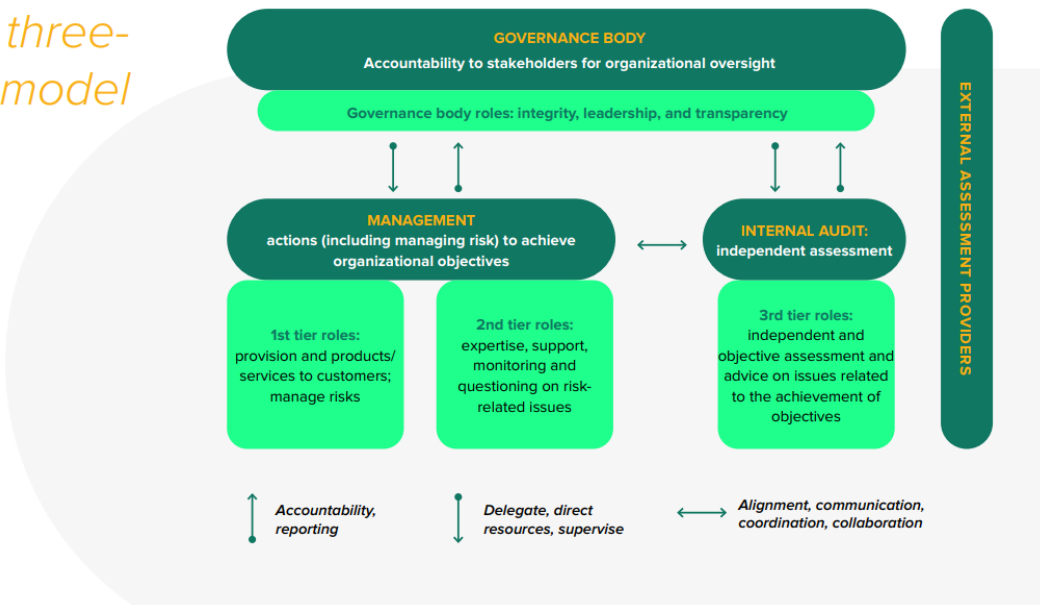 three-
model
GOVERNANCE BODY
Accountability to stakeholders for organizational oversight
Governance body roles: integrity, leadership, and transparency
MANAGEMENT
actions (including managing risk) to achieve
organizational objectives
INTERNAL AUDIT:
independent assessment
1st tier roles:
provision and products/
services to customers;
manage risks
2nd tier roles:
expertise, support,
monitoring and
questioning on risk-
related issues
3rd tier roles:
independent and
objective assessment and
advice on issues related
to the achievement of
objectives
EXTERNAL ASSESSMENT PROVIDERS
Accountability,
reporting
Delegate, direct
resources, supervise
Alignment, communication,
coordination, collaboration